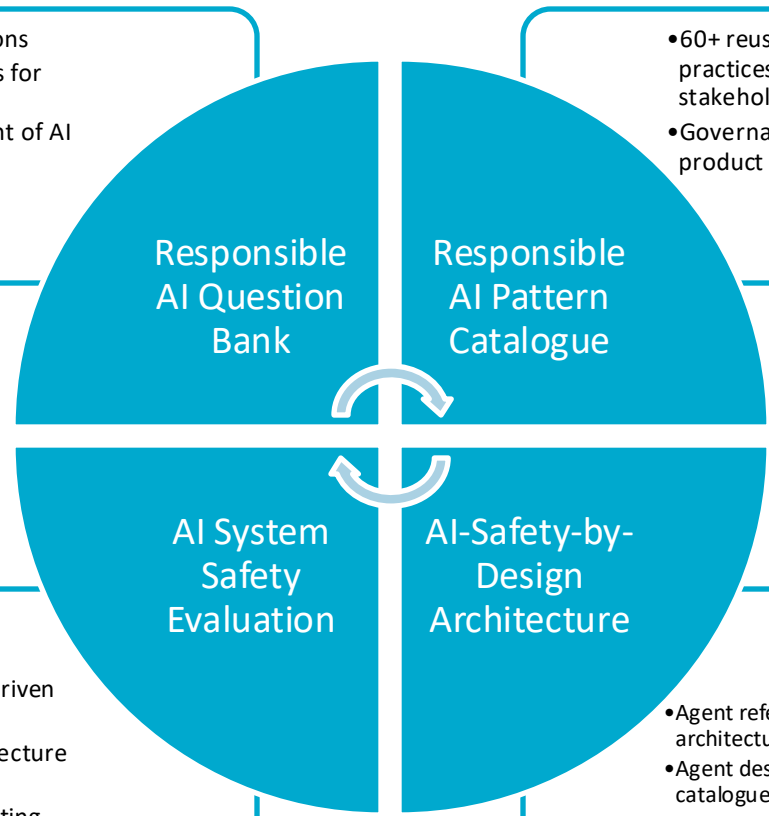 s for
nt of AI
•60+ reus
practices
stakehol
•Governa
product
Responsible
AI Question
Bank
Responsible
AI Pattern
Catalogue
AI System
Safety
Evaluation
AI-Safety-by-
Design
Architecture
riven
ecture
ting
•Agent refe
architectu
•Agent des
catalogue